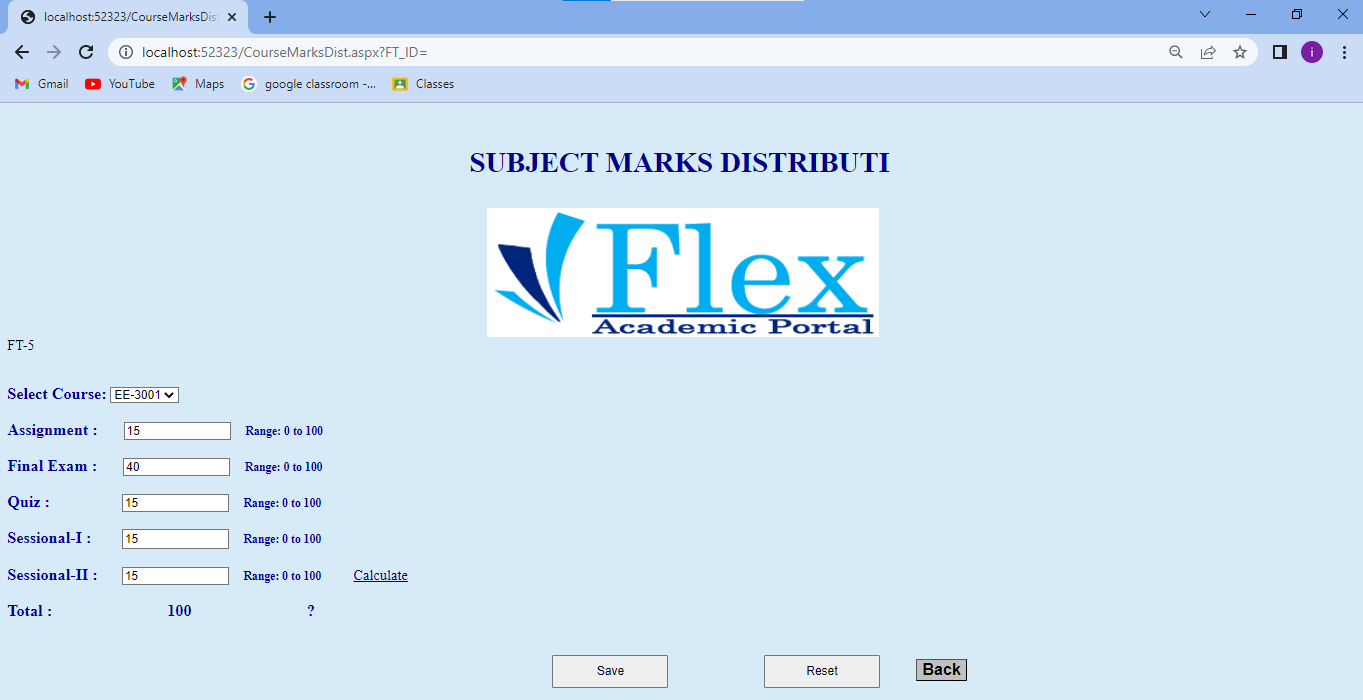 localhost:52323/CourseMarksDist
localhost:52323/CourseMarksDist.aspx?FT_ID=
i
Gmail YouTube Maps google classroom -... Classes
SUBJECT MARKS DISTRIBUTI
Flex
Academic Portal
FT-5
Select Course: EE-3001
Assignment : 15 Range: 0 to 100
Final Exam : 40 Range: 0 to 100
Quiz : 15 Range: 0 to 100
Sessional-I : 15 Range: 0 to 100
Sessional-II : 15 Range: 0 to 100 Calculate
Total : 100 ?
Save Reset Back